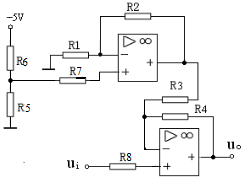 -5V
R2
R1
▷ ∞
R6
-
+
R7
R3
R5
R4
▷ ∞
-
uo
ui
R8
+